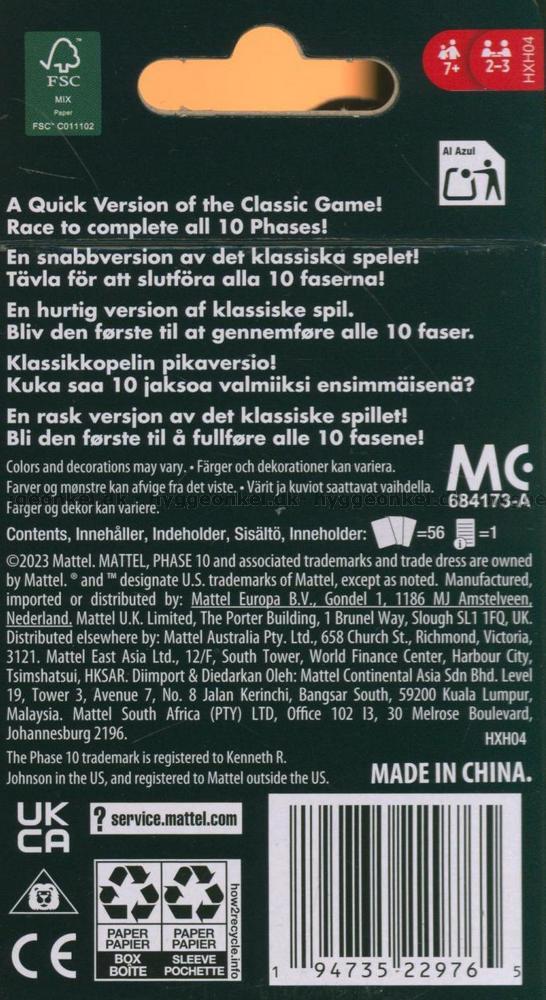 FSC
MIX
Paper
FSC™ C011102
7+
2-3
HXH04
Al Azul
A Quick Version of the Classic Game!
Race to complete all 10 Phases!
En snabbversion av det klassiska spelet!
Tävla för att slutföra alla 10 faserna!
En hurtig version af klassiske spil.
Bliv den første til at gennemføre alle 10 faser.
Klassikkopelin pikaversio!
Kuka saa 10 jaksoa valmiiksi ensimmäisenä?
En rask versjon av det klassiske spillet!
Bli den første til å fullføre alle 10 fasene!
Colors and decorations may vary. • Färger och dekorationer kan variera.
Farver og mønstre kan afvige fra det viste. • Värit ja kuviot saattavat vaihdella.
Farger og dekor kan variere.
MC
684173-A
Contents, Innehåller, Indeholder, Sisältö, Inneholder: =56 =1
©2023 Mattel. MATTEL, PHASE 10 and associated trademarks and trade dress are owned
by Mattel. ® and ™ designate U.S. trademarks of Mattel, except as noted. Manufactured,
imported or distributed by: Mattel Europa B.V., Gondel 1, 1186 MJ Amstelveen,
Nederland. Mattel U.K. Limited, The Porter Building, 1 Brunel Way, Slough SL1 1FQ, UK.
Distributed elsewhere by: Mattel Australia Pty. Ltd., 658 Church St., Richmond, Victoria,
3121. Mattel East Asia Ltd., 12/F, South Tower, World Finance Center, Harbour City,
Tsimshatsui, HKSAR. Diimport & Diedarkan Oleh: Mattel Continental Asia Sdn Bhd. Level
19, Tower 3, Avenue 7, No. 8 Jalan Kerinchi, Bangsar South, 59200 Kuala Lumpur,
Malaysia. Mattel South Africa (PTY) LTD, Office 102 I3, 30 Melrose Boulevard,
Johannesburg 2196.
HXH04
The Phase 10 trademark is registered to Kenneth R.
Johnson in the US, and registered to Mattel outside the US.
MADE IN CHINA.
UK
CA
? service.mattel.com
CE
PAPER
PAPIER
BOX
BOÎTE
PAPER
PAPIER
SLEEVE
POCHETTE
how2recycle.info
1 94735 22976 5